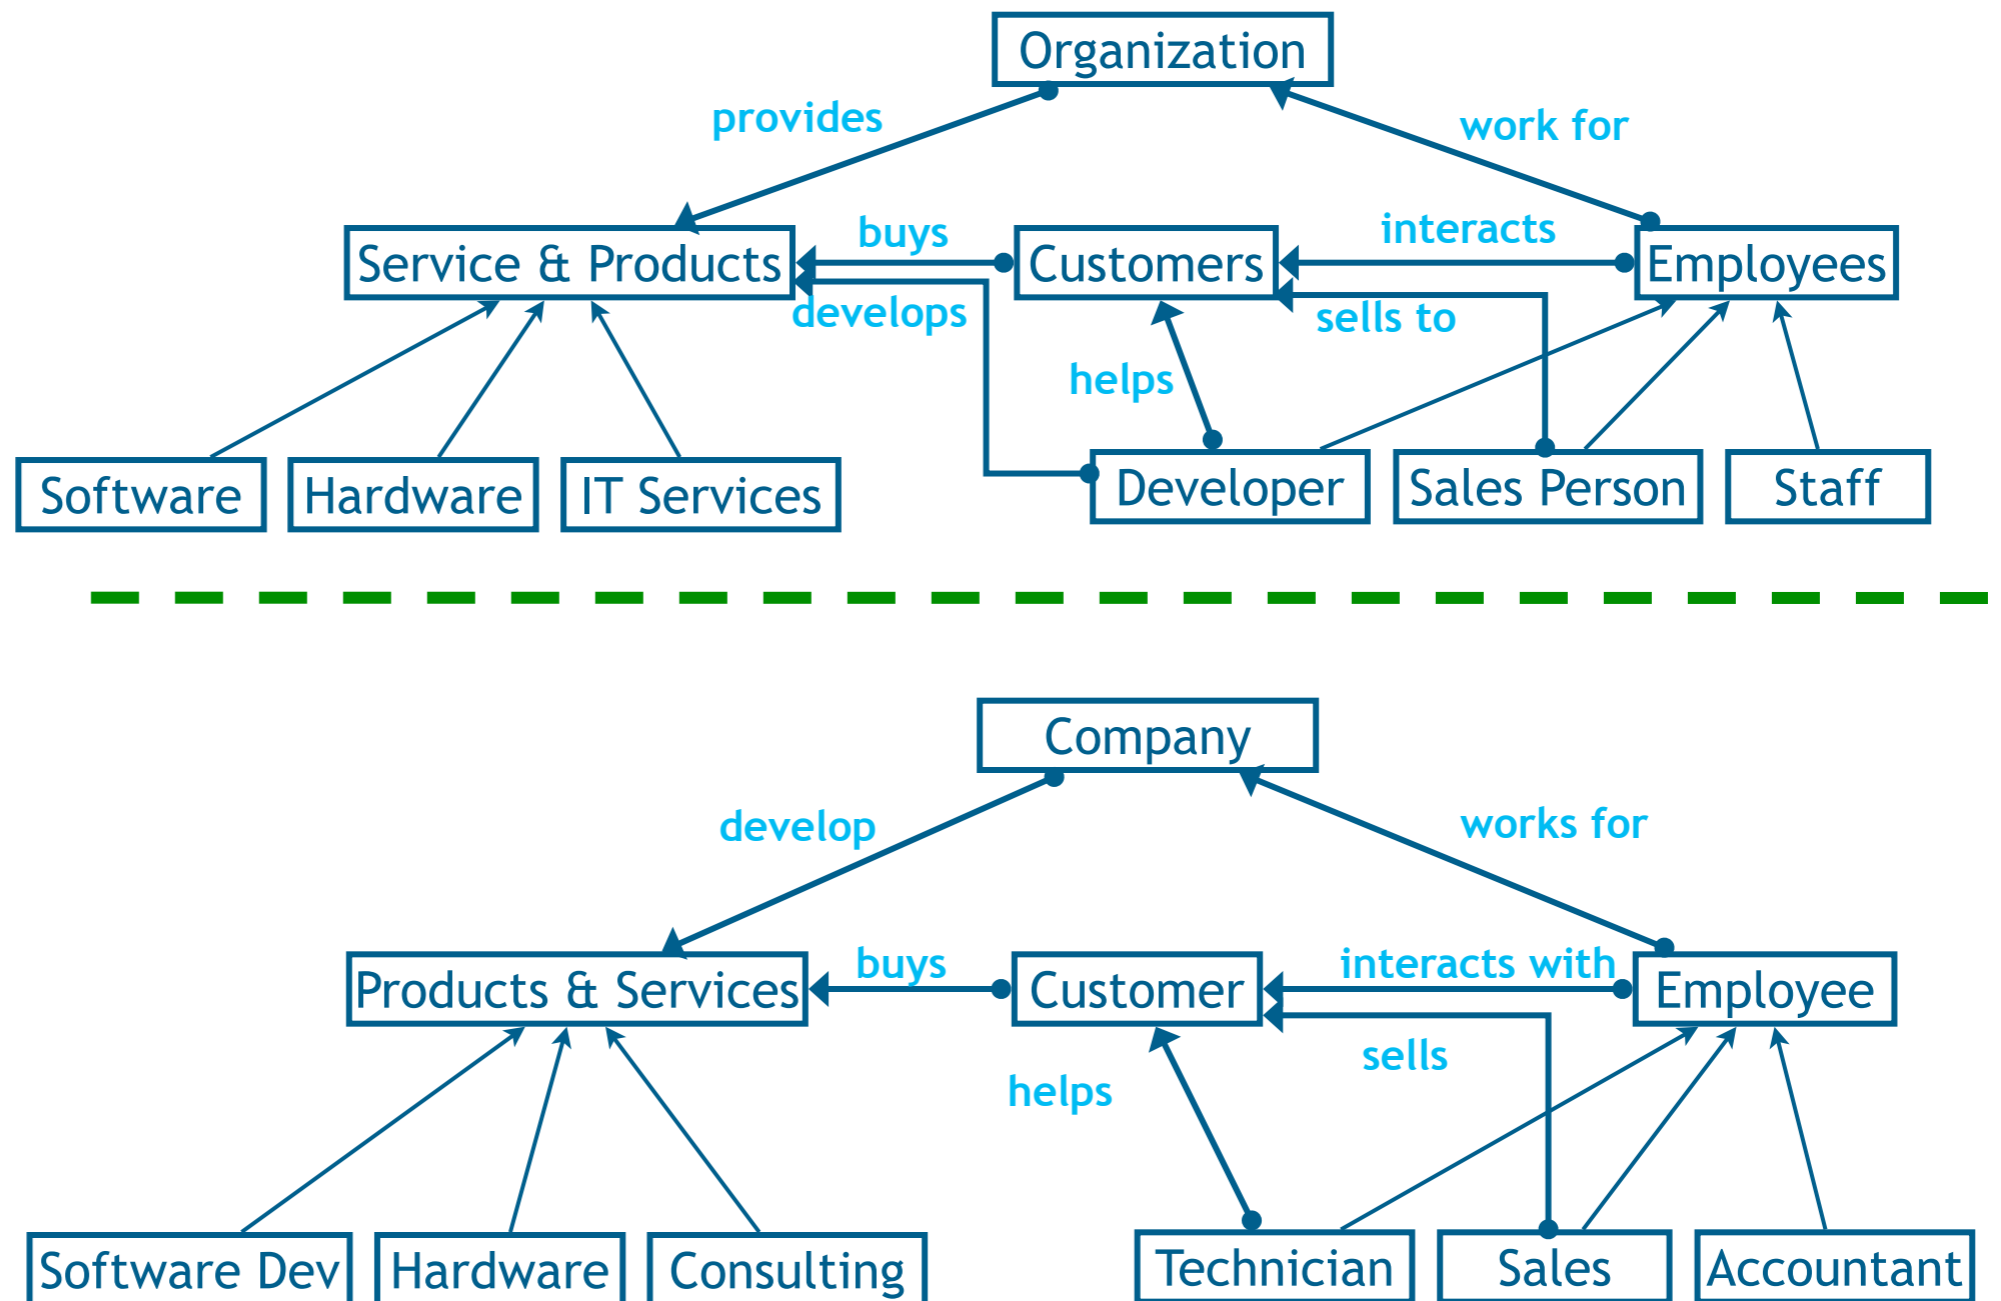 Organization
provides
work for
buys
interacts
Service & Products
Customers
Employees
develops
sells to
helps
Software
Hardware
IT Services
Developer
Sales Person
Staff
Company
develop
works for
buys
interacts with
Products & Services
Customer
Employee
sells
helps
Software Dev
Hardware
Consulting
Technician
Sales
Accountant